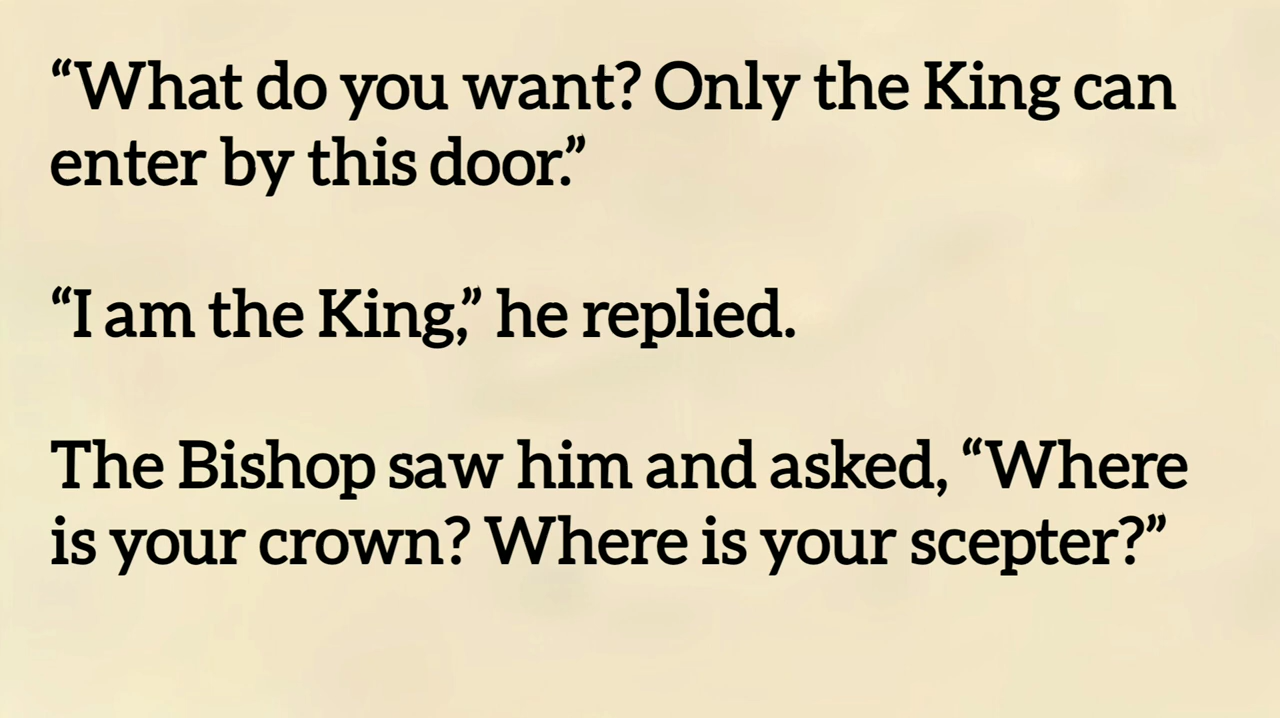 “What do you want? Only the King can
enter by this door.”
“I am the King,” he replied.
The Bishop saw him and asked, “Where
is your crown? Where is your scepter?”